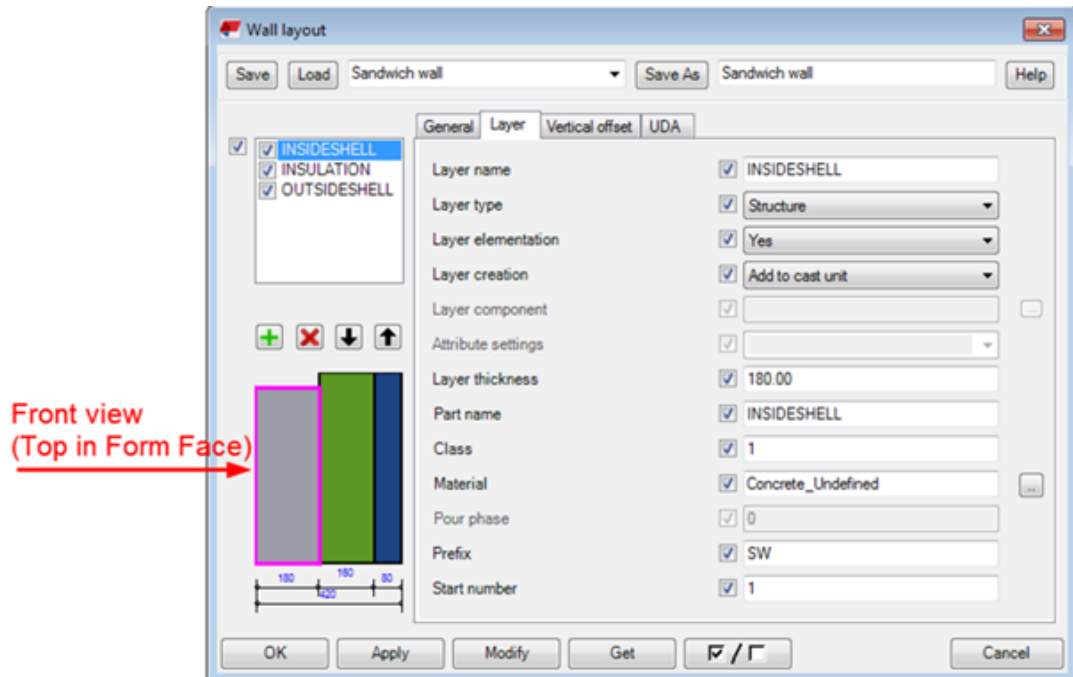 Wall layout
Save Load Sandwich wall Save As Sandwich wall Help
General Layer Vertical offset UDA
INSIDESHELL
INSULATION
OUTSIDESHELL
Layer name INSIDESHELL
Layer type Structure
Layer elementation Yes
Layer creation Add to cast unit
Layer component ...
Attribute settings
Layer thickness 180.00
Part name INSIDESHELL
Class 1
Material Concrete_Undefined ...
Pour phase 0
Prefix SW
Start number 1
Front view
(Top in Form Face)
180 160 80
420
OK Apply Modify Get / Cancel